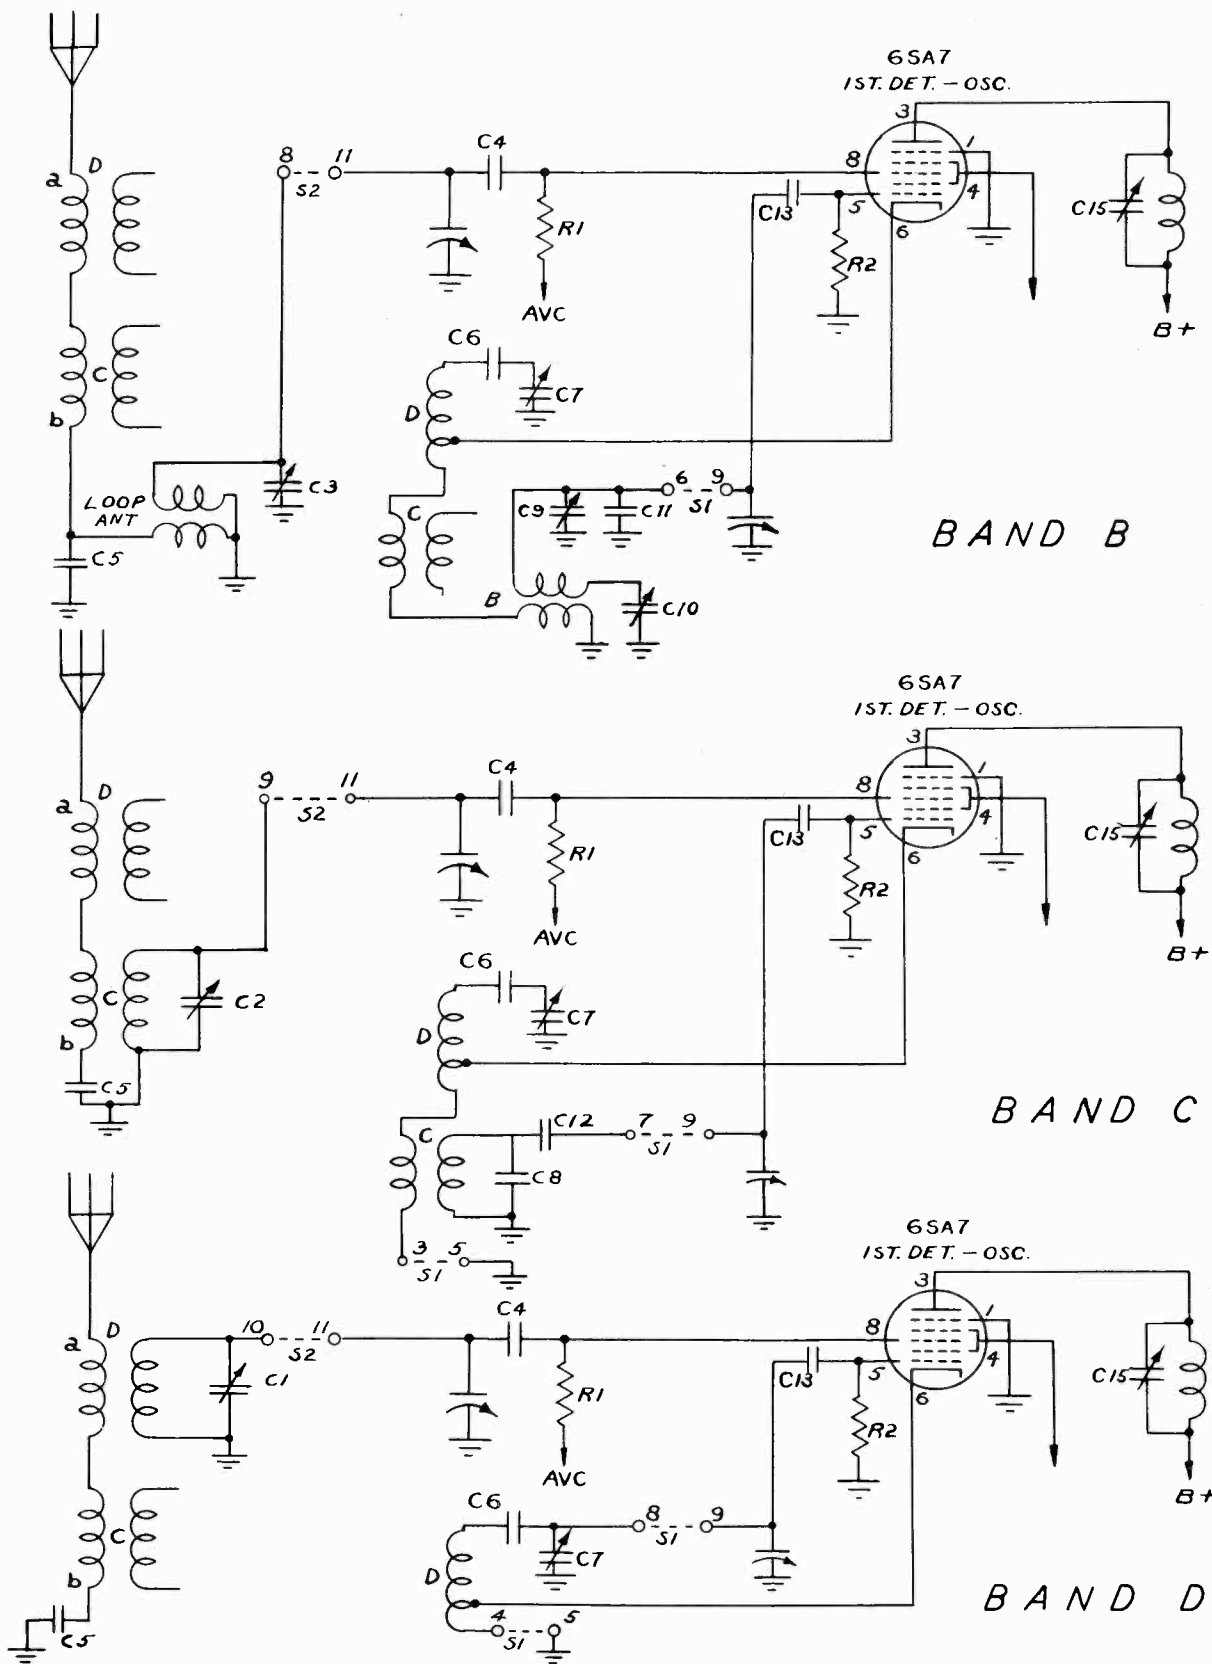 6SA7
1ST. DET. – OSC.
3
1
8
4
5
6
D
a
8
11
S2
C4
C13
R1
R2
C15
AVC
B+
C
b
C6
C7
D
LOOP
ANT
C3
C5
6
9
S1
C9
C11
C
B
C10
BAND B
6SA7
1ST. DET. – OSC.
3
1
8
4
5
6
D
a
9
11
S2
C4
C13
R1
R2
C15
AVC
B+
C
b
C2
C5
C6
C7
D
C
C12
7
9
S1
C8
3
5
S1
BAND C
6SA7
1ST. DET. – OSC.
3
1
8
4
5
6
D
a
10
11
S2
C4
C1
C13
R1
R2
C15
AVC
B+
C
b
C5
C6
C7
D
8
9
S1
4
5
S1
BAND D